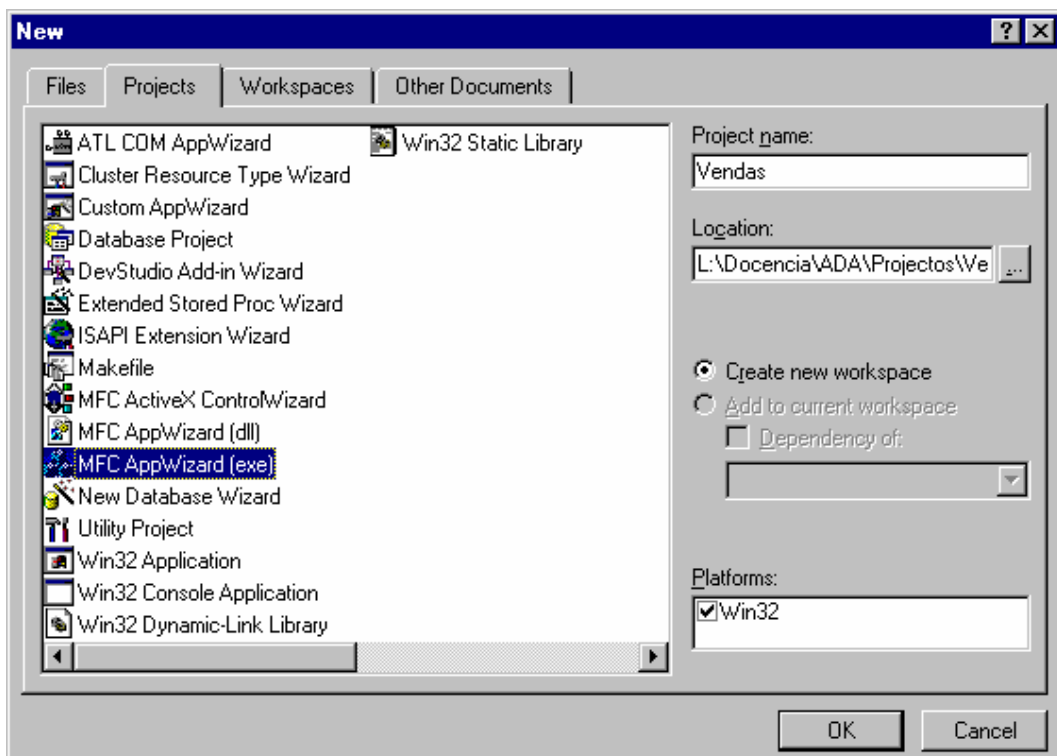 New
Files
Projects
Workspaces
Other Documents
ATL COM AppWizard
Cluster Resource Type Wizard
Custom AppWizard
Database Project
DevStudio Add-in Wizard
Extended Stored Proc Wizard
ISAPI Extension Wizard
Makefile
MFC ActiveX ControlWizard
MFC AppWizard (dll)
MFC AppWizard (exe)
New Database Wizard
Utility Project
Win32 Application
Win32 Console Application
Win32 Dynamic-Link Library
Win32 Static Library
Project name:
Vendas
Location:
L:\Docencia\ADA\Projectos\Ve
...
Create new workspace
Add to current workspace
Dependency of:
Platforms:
Win32
OK
Cancel